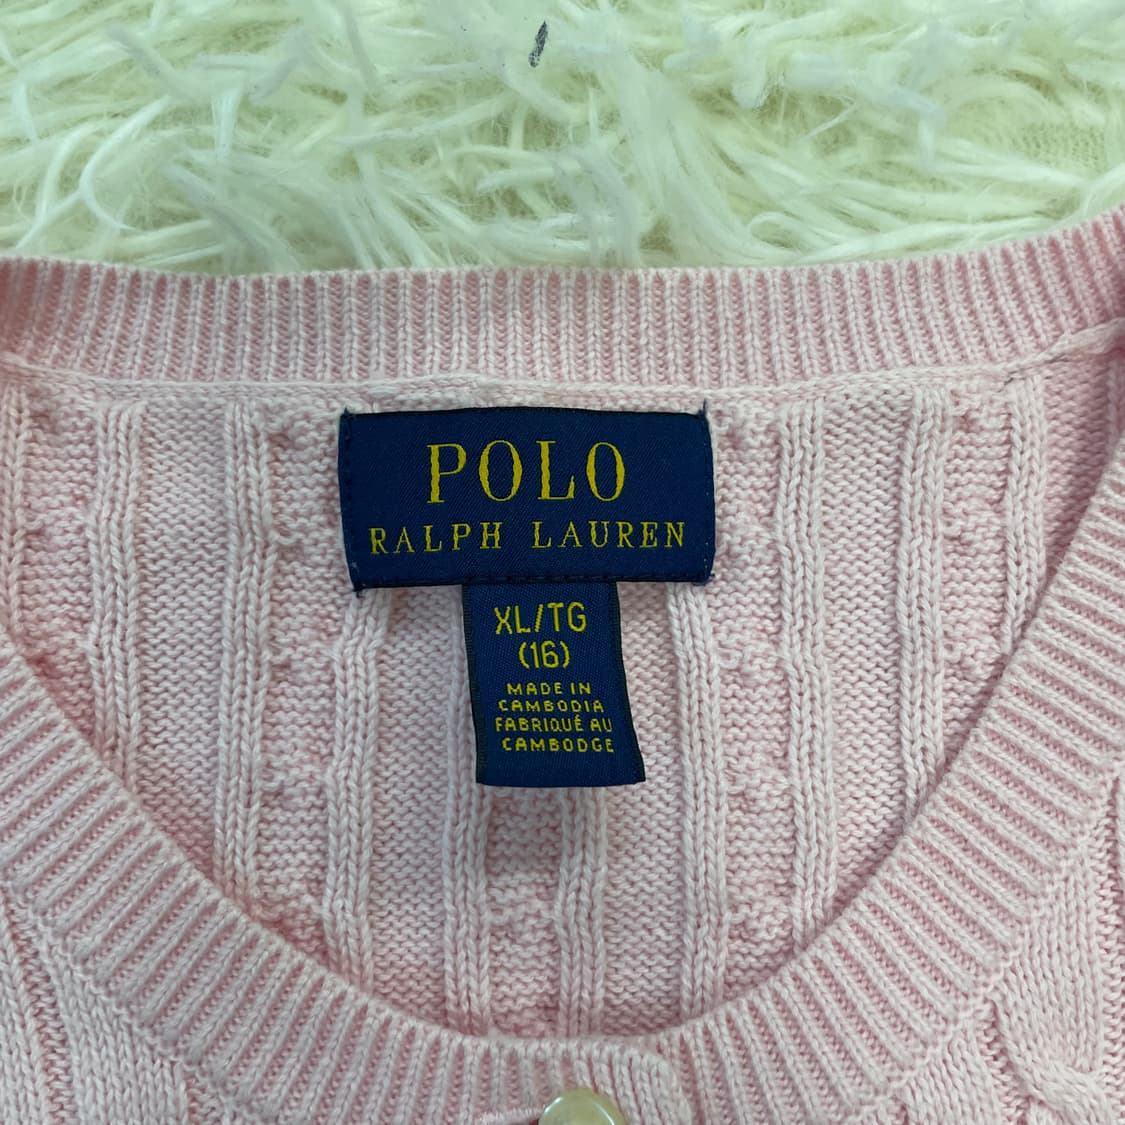 POLO
RALPH LAUREN
XL/TG
(16)
MADE IN
CAMBODIA
FABRIQUÉ AU
CAMBODGE